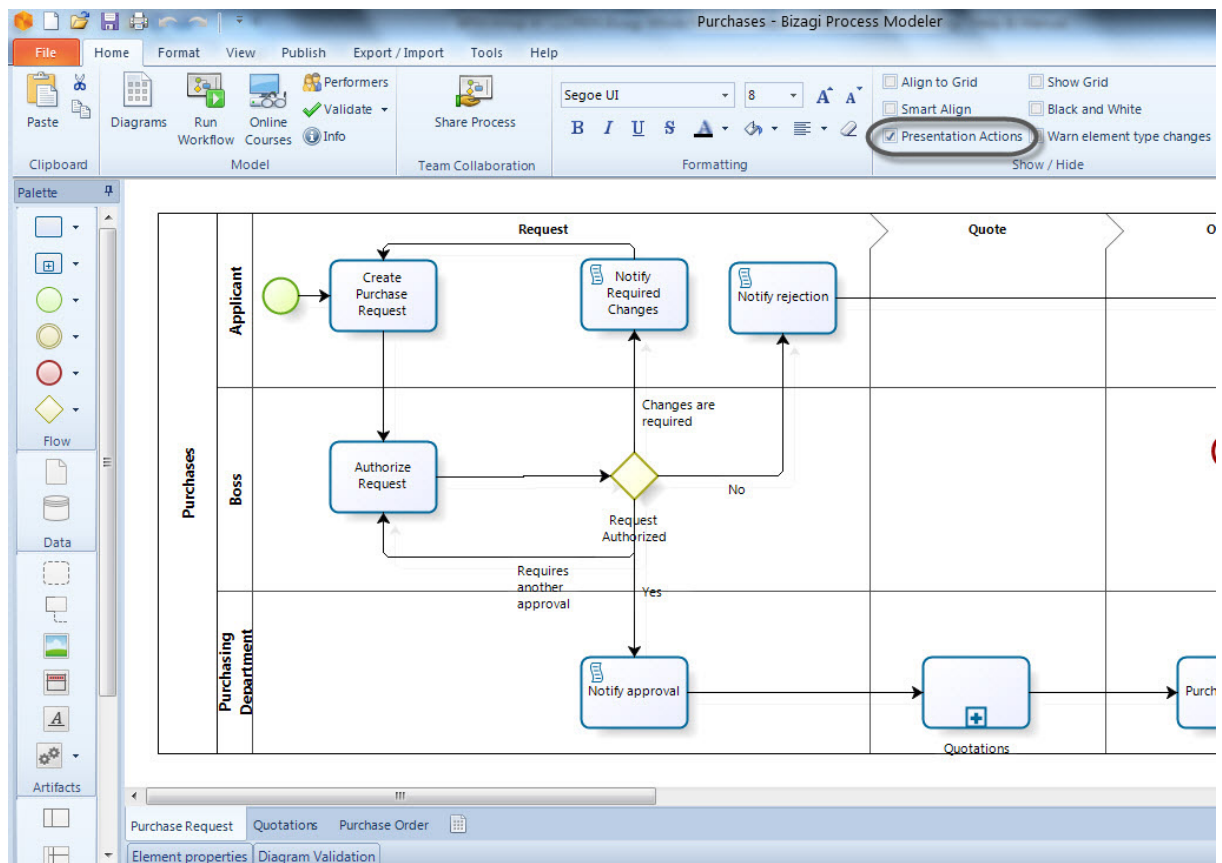 Purchases - Bizagi Process Modeler
File Home Format View Publish Export / Import Tools Help
Paste
Clipboard
Diagrams
Run
Workflow
Online
Courses
Performers
Validate
Info
Model
Share Process
Team Collaboration
Segoe UI 8 A A
B I U S A
Formatting
Align to Grid Show Grid
Smart Align Black and White
Presentation Actions Warn element type changes
Show / Hide
Palette
Flow
Data
A
Artifacts
Request Quote O
Purchases
Applicant
Create
Purchase
Request
Notify
Required
Changes
Notify rejection
Boss
Authorize
Request
Changes are
required
No
Request
Authorized
Requires
another
approval
Yes
Purchasing
Department
Notify approval
Quotations
Purch
Purchase Request Quotations Purchase Order
Element properties Diagram Validation